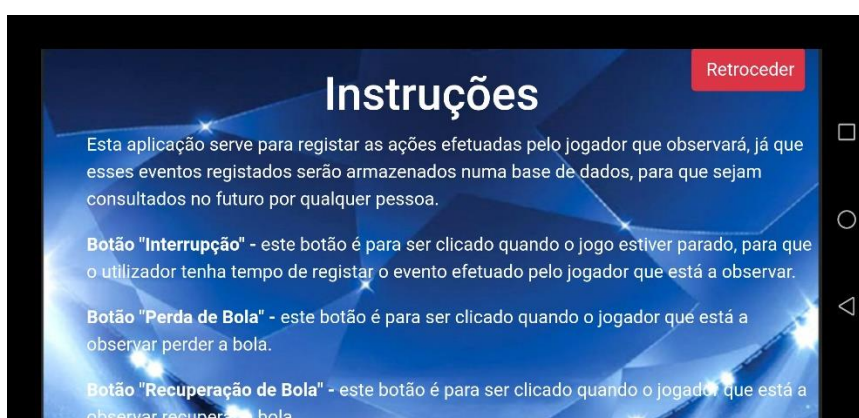 Retroceder
Instruções
Esta aplicação serve para registar as ações efetuadas pelo jogador que observará, já que
esses eventos registados serão armazenados numa base de dados, para que sejam
consultados no futuro por qualquer pessoa.
Botão "Interrupção" - este botão é para ser clicado quando o jogo estiver parado, para que
o utilizador tenha tempo de registar o evento efetuado pelo jogador que está a observar.
Botão "Perda de Bola" - este botão é para ser clicado quando o jogador que está a
observar perder a bola.
Botão "Recuperação de Bola" - este botão é para ser clicado quando o jogador que está a
observar recuperar a bola.